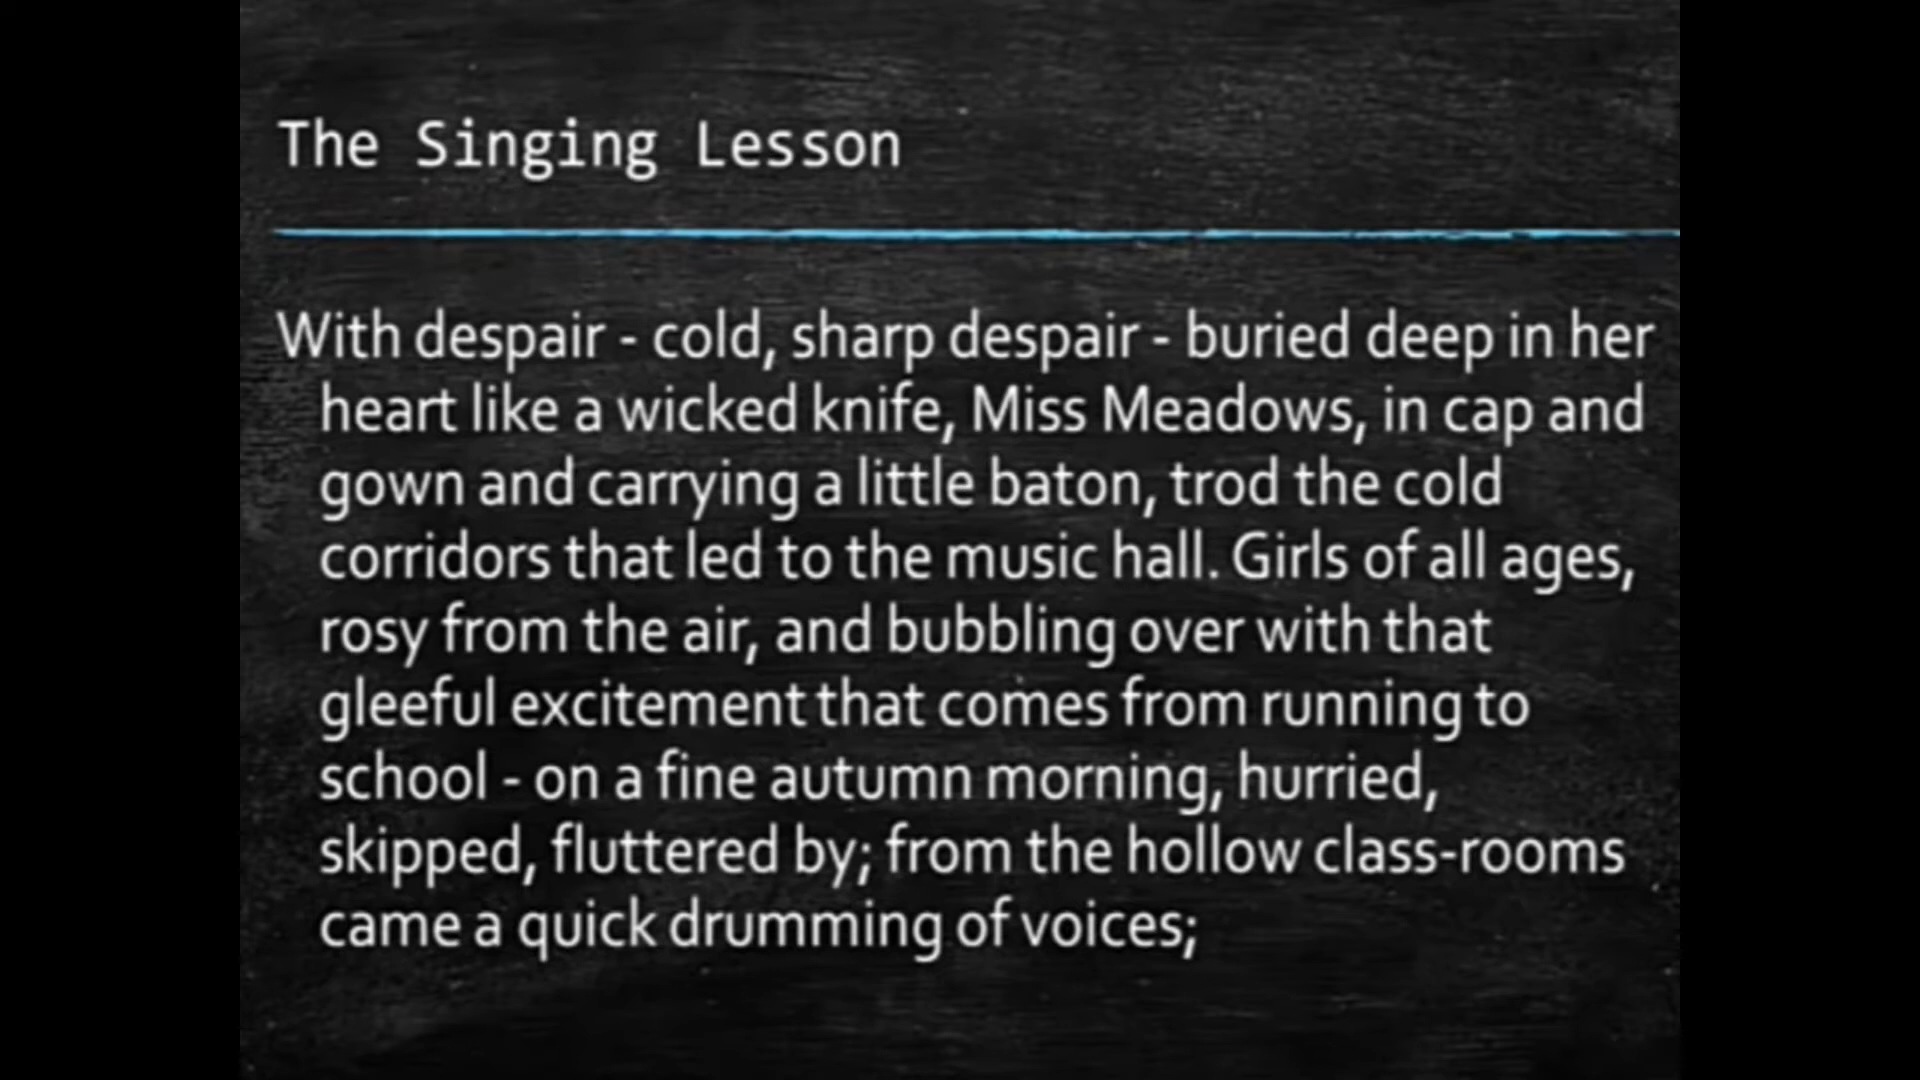 The Singing Lesson
With despair - cold, sharp despair - buried deep in her
heart like a wicked knife, Miss Meadows, in cap and
gown and carrying a little baton, trod the cold
corridors that led to the music hall. Girls of all ages,
rosy from the air, and bubbling over with that
gleeful excitement that comes from running to
school - on a fine autumn morning, hurried,
skipped, fluttered by; from the hollow class-rooms
came a quick drumming of voices;